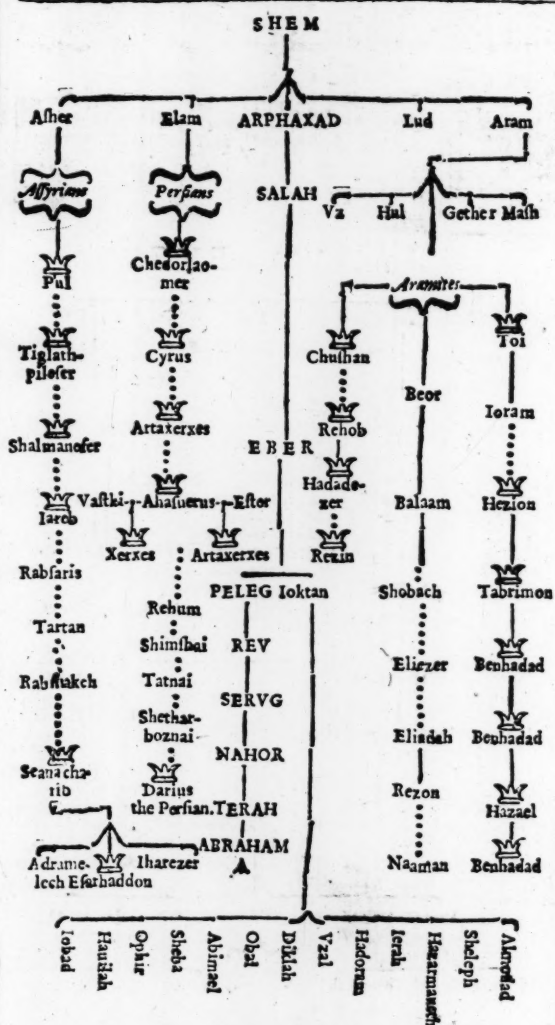 SHEM
Aſher Elam ARPHAXAD Lud Aram
Aſſyrians Perſians SALAH Vz Hul Gether Maſh
Pul Chedorlao-
mer
Aramites
Tiglath-
pileſer
Cyrus Chuſhan Beor Toi
Shalmanoſer Artaxerxes EBER Rehob Ioram
Iareb Vaſtki Ahaſuerus Eſtor Hadade-
zer
Balaam Hezion
Xerxes Artaxerxes Rezin
Rabſaris Rehum PELEG Ioktan Shobach Tabrimon
Tartan Shimſhai REV Eliezer Benhadad
Rabſhakeh Tatnai SERVG Eliadah Benhadad
Shethar-
boznai
NAHOR
Seanacha-
rib
Darius
the Perſian. TERAH Rezon Hazael
Adrame-
lech Eſarhaddon Iharezer ABRAHAM Naaman Benhadad
Iobad
Hauilah
Ophir
Sheba
Abimael
Obal
Diklah
Vzal
Hadoram
Ierah
Hazarmaueth
Sheleph
Almodad